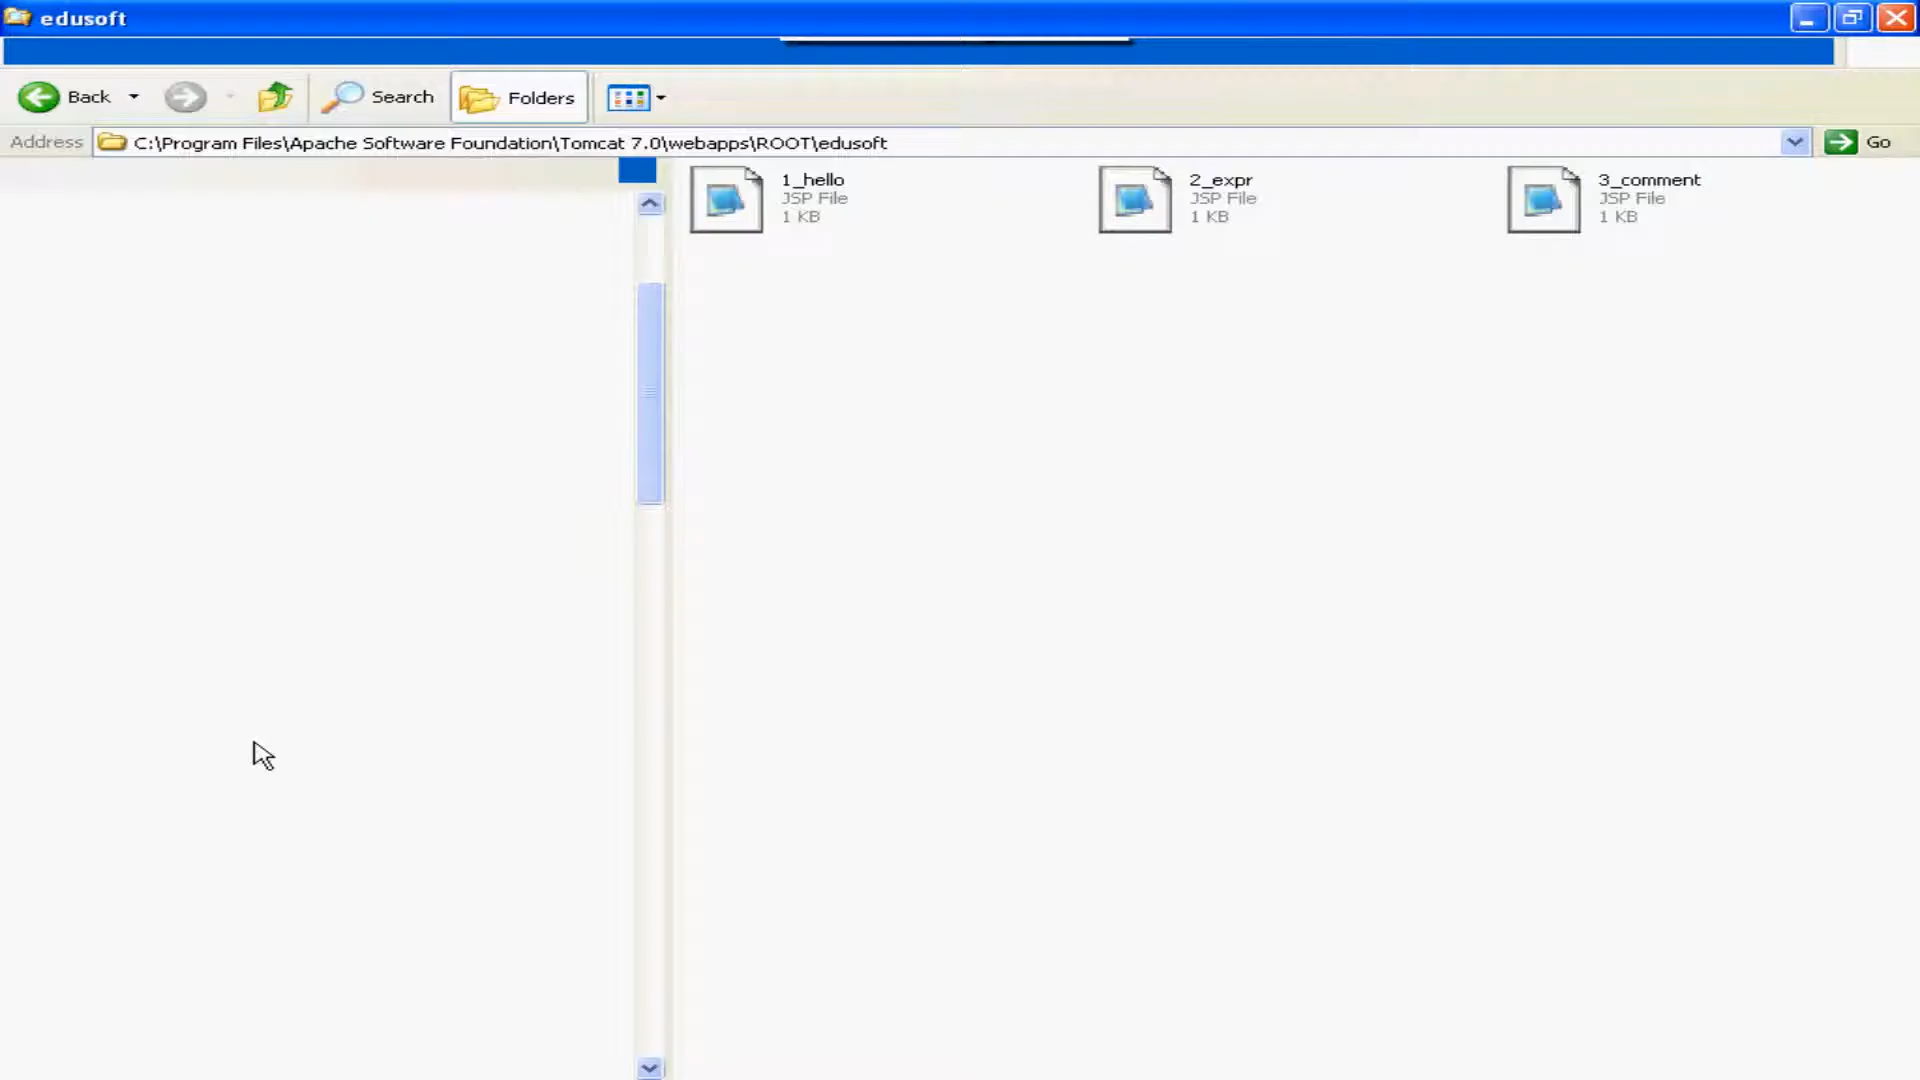 edusoft
Back Search Folders
Address C:\Program Files\Apache Software Foundation\Tomcat 7.0\webapps\ROOT\edusoft Go
1_hello
JSP File
1 KB
2_expr
JSP File
1 KB
3_comment
JSP File
1 KB